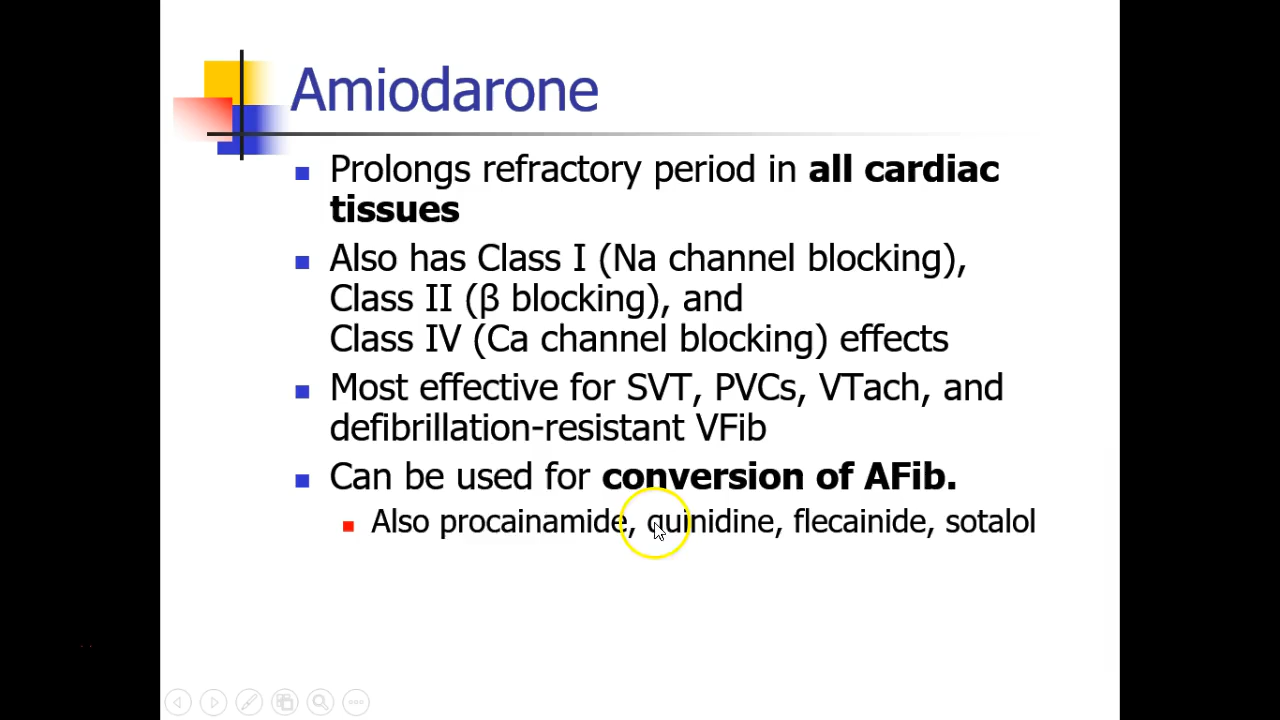 Amiodarone
Prolongs refractory period in all cardiac
tissues
Also has Class I (Na channel blocking),
Class II (β blocking), and
Class IV (Ca channel blocking) effects
Most effective for SVT, PVCs, VTach, and
defibrillation-resistant VFib
Can be used for conversion of AFib.
Also procainamide, quinidine, flecainide, sotalol